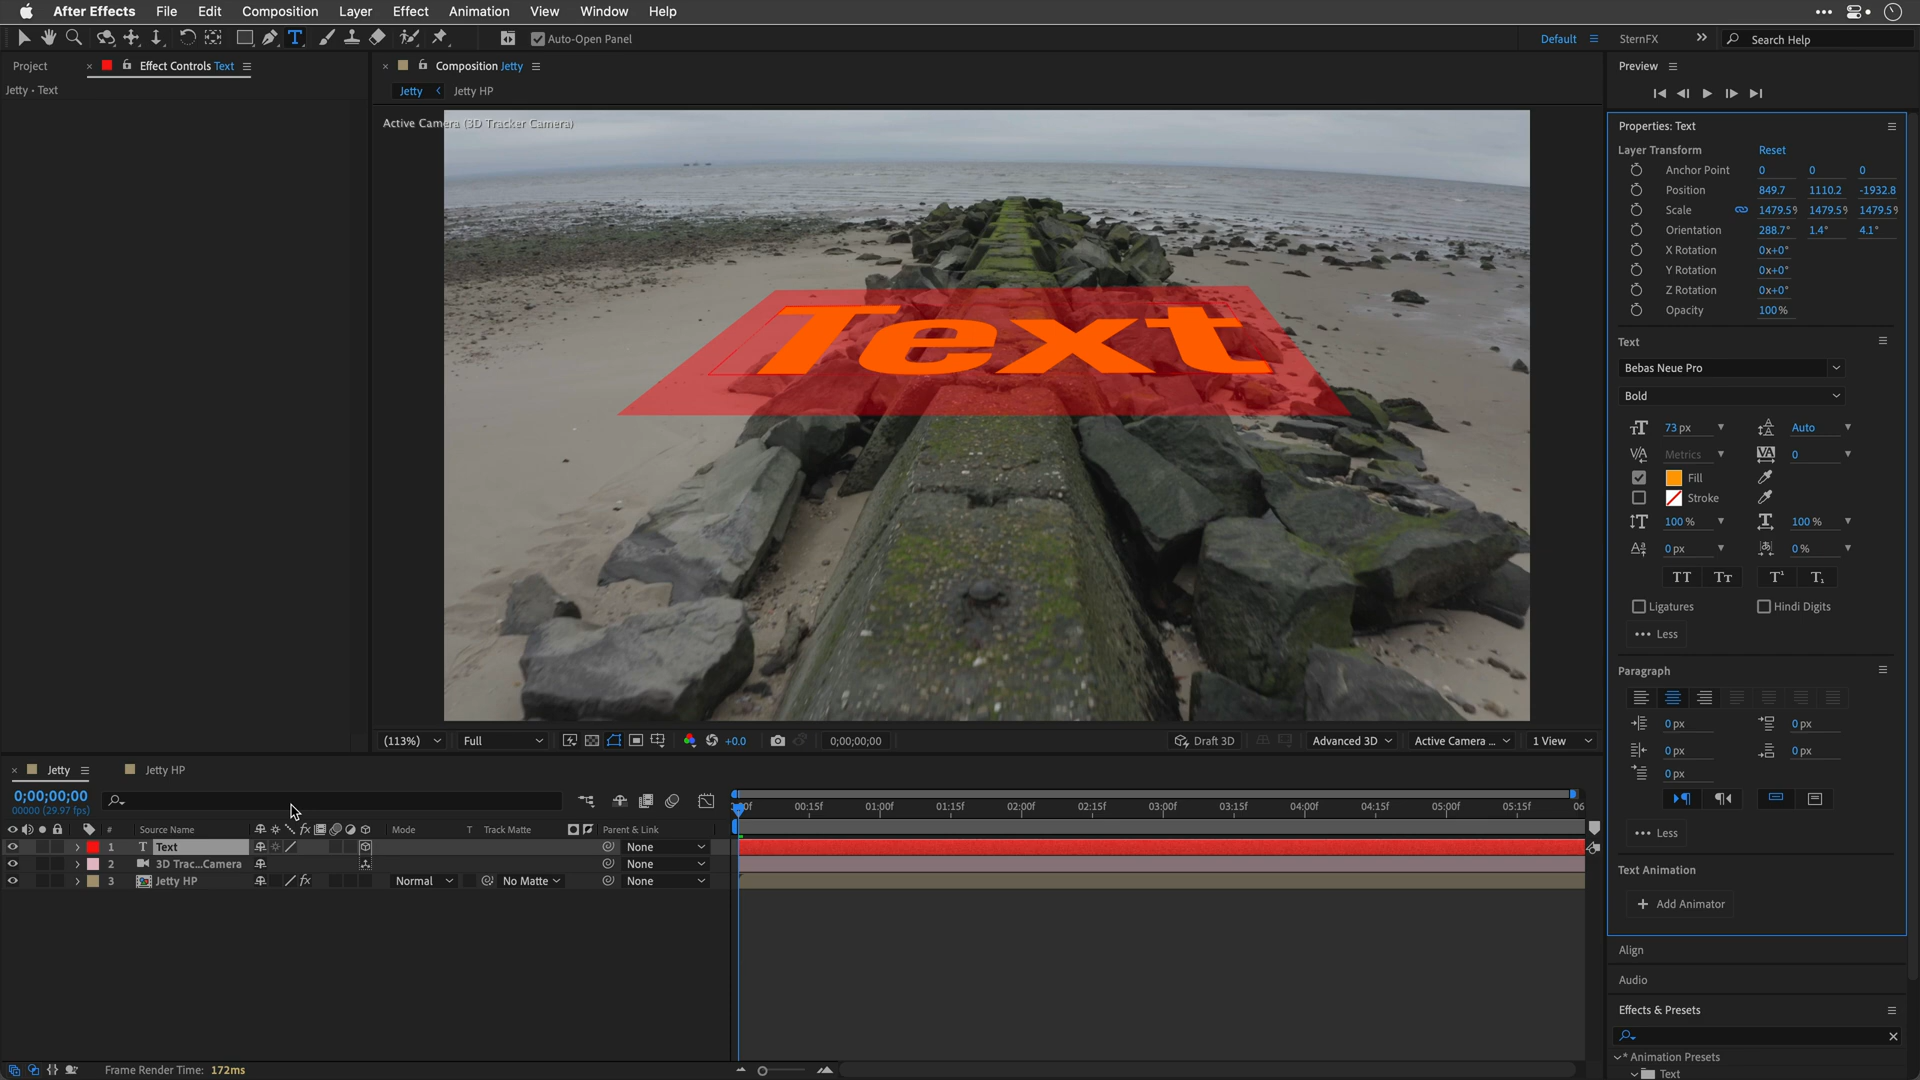 After Effects File Edit Composition Layer Effect Animation View Window Help
Auto-Open Panel Default SternFX Search Help
Project Effect Controls Text
Jetty • Text
Composition Jetty
Jetty Jetty HP
Active Camera (3D Tracker Camera)
Text
(113%) Full +0.0 0;00;00;00 Draft 3D Advanced 3D Active Camera ... 1 View
Preview
Properties: Text
Layer Transform Reset
Anchor Point 0 0 0
Position 849.7 1110.2 -1932.8
Scale 1479.5% 1479.5% 1479.5%
Orientation 288.7° 1.4° 4.1°
X Rotation 0x+0°
Y Rotation 0x+0°
Z Rotation 0x+0°
Opacity 100%
Text
Bebas Neue Pro
Bold
73 px Auto
Metrics 0
Fill
Stroke
100 % 100 %
0 px 0 %
Ligatures Hindi Digits
Less
Paragraph
0 px 0 px
0 px 0 px
0 px
Less
Text Animation
+ Add Animator
Align
Audio
Effects & Presets
* Animation Presets
Text
Jetty Jetty HP
0;00;00;00
00000 (29.97 fps)
00:15f 01:00f 01:15f 02:00f 02:15f 03:00f 03:15f 04:00f 04:15f 05:00f 05:15f 06
# Source Name fx Mode T Track Matte Parent & Link
1 T Text None
2 3D Trac...Camera None
3 Jetty HP fx Normal No Matte None
Frame Render Time: 172ms